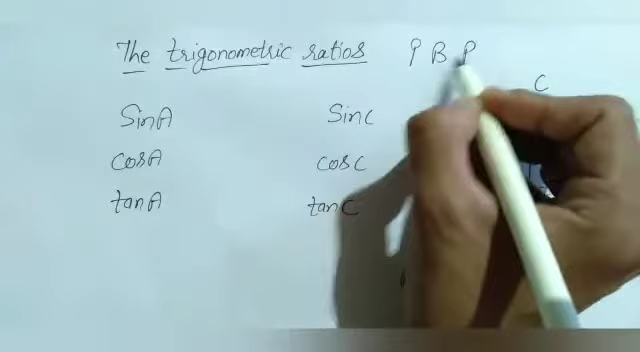 The trigonometric ratios P B P
C
SinA SinC
cosA cosC
tanA tanC